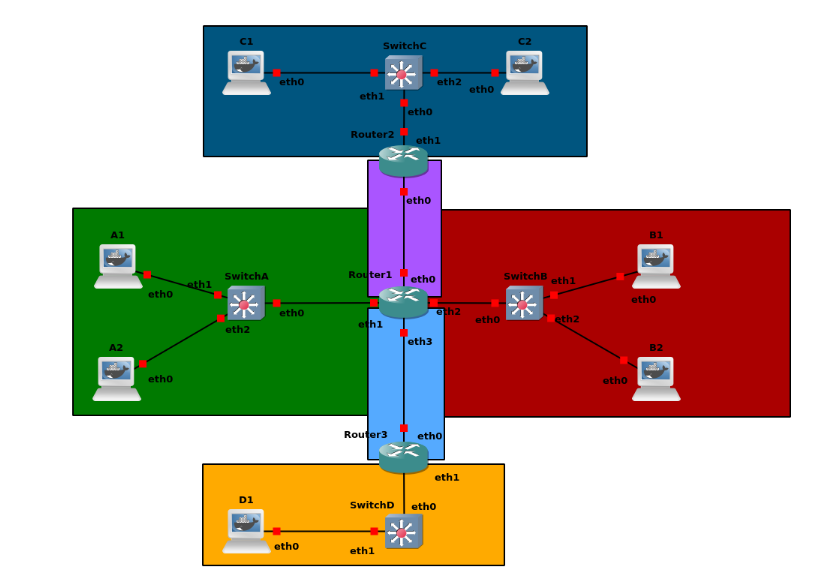 C1
SwitchC
C2
eth0
eth1
eth2
eth0
eth0
Router2
eth1
eth0
A1
B1
SwitchA
Router1
eth0
SwitchB
eth0
eth1
eth1
eth0
eth0
eth1
eth2
eth0
eth2
eth2
eth3
A2
B2
eth0
eth0
Router3
eth0
eth1
D1
SwitchD
eth0
eth0
eth1